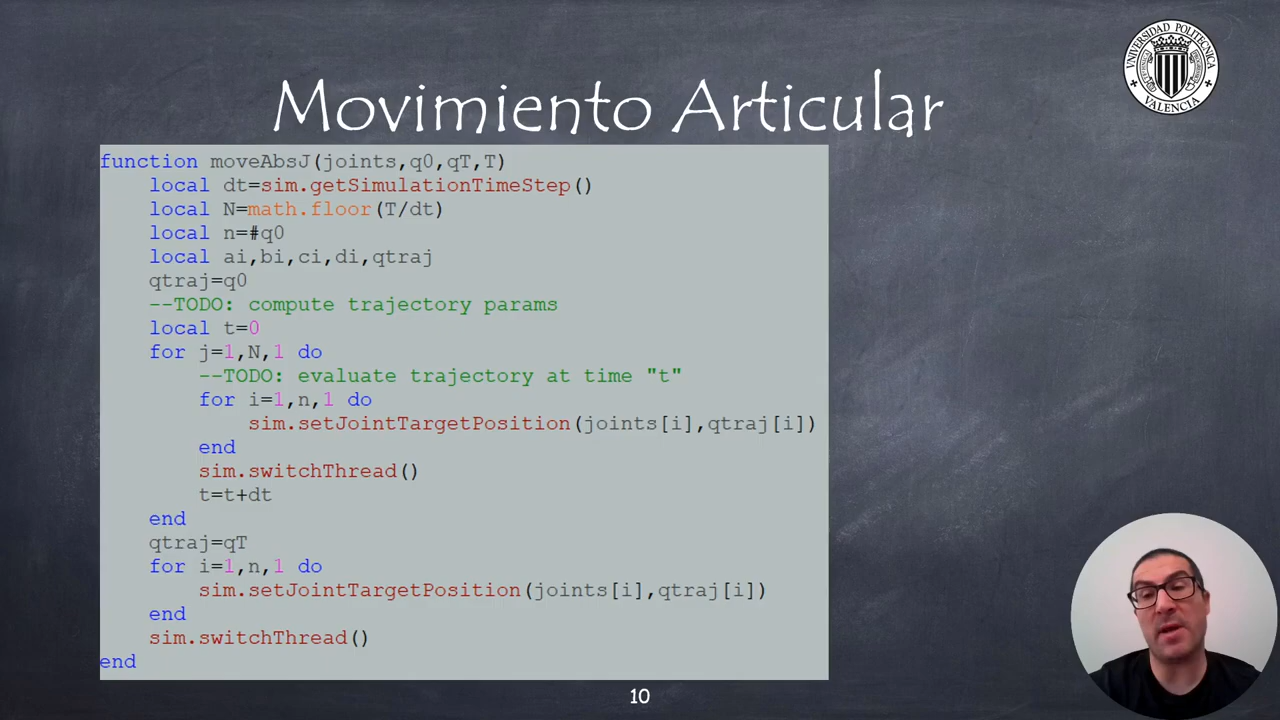 UNIVERSIDAD POLITECNICA
VALENCIA
Movimiento Articular
function moveAbsJ(joints,q0,qT,T)
    local dt=sim.getSimulationTimeStep()
    local N=math.floor(T/dt)
    local n=#q0
    local ai,bi,ci,di,qtraj
    qtraj=q0
    --TODO: compute trajectory params
    local t=0
    for j=1,N,1 do
        --TODO: evaluate trajectory at time "t"
        for i=1,n,1 do
            sim.setJointTargetPosition(joints[i],qtraj[i])
        end
        sim.switchThread()
        t=t+dt
    end
    qtraj=qT
    for i=1,n,1 do
        sim.setJointTargetPosition(joints[i],qtraj[i])
    end
    sim.switchThread()
end
10